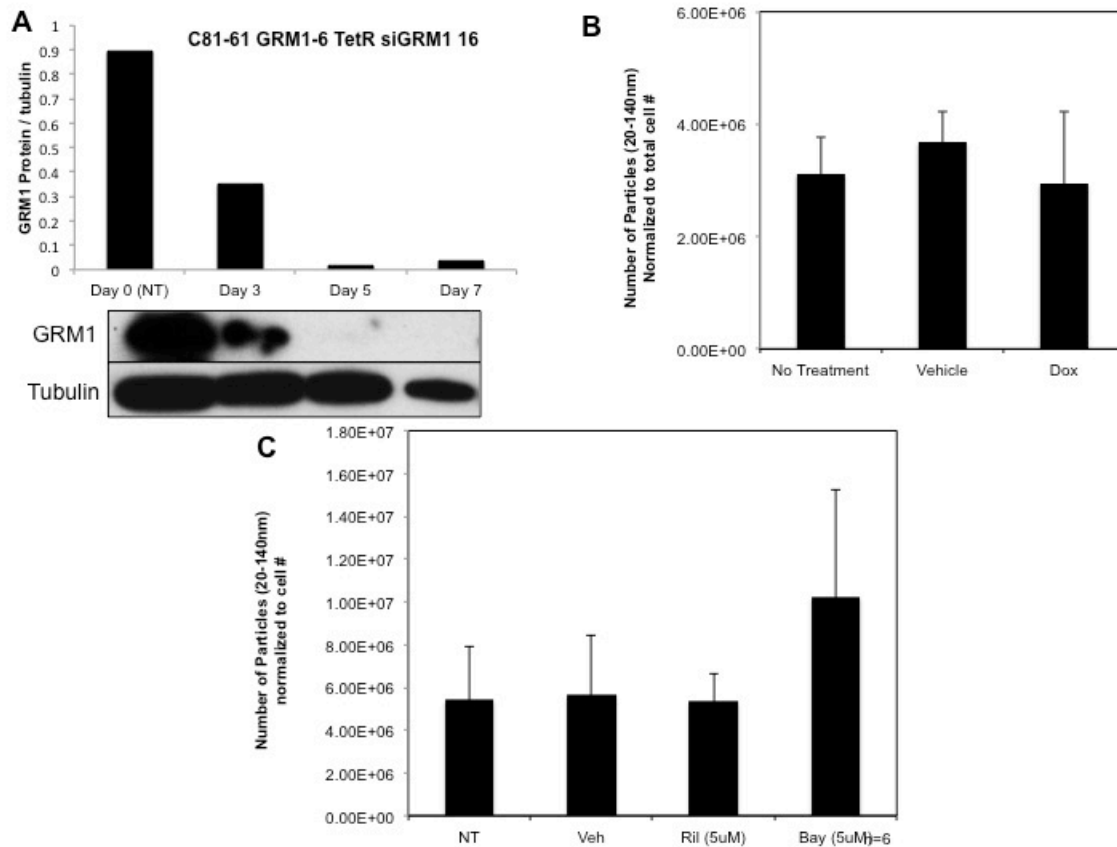 A
C81-61 GRM1-6 TetR siGRM1 16
GRM1 Protein / tubulin
1
0.9
0.8
0.7
0.6
0.5
0.4
0.3
0.2
0.1
0
Day 0 (NT) Day 3 Day 5 Day 7
GRM1
Tubulin
B
Number of Particles (20-140nm)
Normalized to total cell #
6.00E+06
4.00E+06
2.00E+06
0.00E+00
No Treatment Vehicle Dox
C
Number of Particles (20-140nm)
normalized to cell #
1.80E+07
1.60E+07
1.40E+07
1.20E+07
1.00E+07
8.00E+06
6.00E+06
4.00E+06
2.00E+06
0.00E+00
NT Veh Ril (5uM) Bay (5uM) n=6